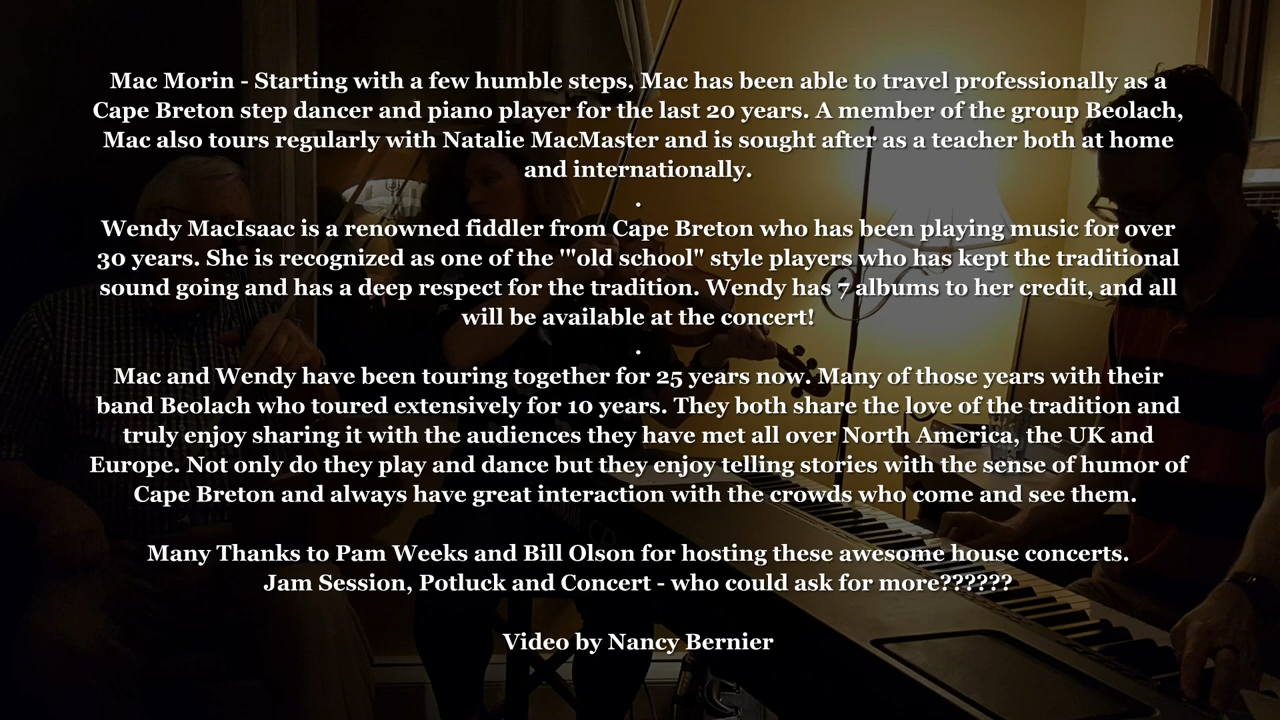 Mac Morin - Starting with a few humble steps, Mac has been able to travel professionally as a
Cape Breton step dancer and piano player for the last 20 years. A member of the group Beolach,
Mac also tours regularly with Natalie MacMaster and is sought after as a teacher both at home
and internationally.
.
Wendy MacIsaac is a renowned fiddler from Cape Breton who has been playing music for over
30 years. She is recognized as one of the '"old school" style players who has kept the traditional
sound going and has a deep respect for the tradition. Wendy has 7 albums to her credit, and all
will be available at the concert!
.
Mac and Wendy have been touring together for 25 years now. Many of those years with their
band Beolach who toured extensively for 10 years. They both share the love of the tradition and
truly enjoy sharing it with the audiences they have met all over North America, the UK and
Europe. Not only do they play and dance but they enjoy telling stories with the sense of humor of
Cape Breton and always have great interaction with the crowds who come and see them.
Many Thanks to Pam Weeks and Bill Olson for hosting these awesome house concerts.
Jam Session, Potluck and Concert - who could ask for more??????
Video by Nancy Bernier